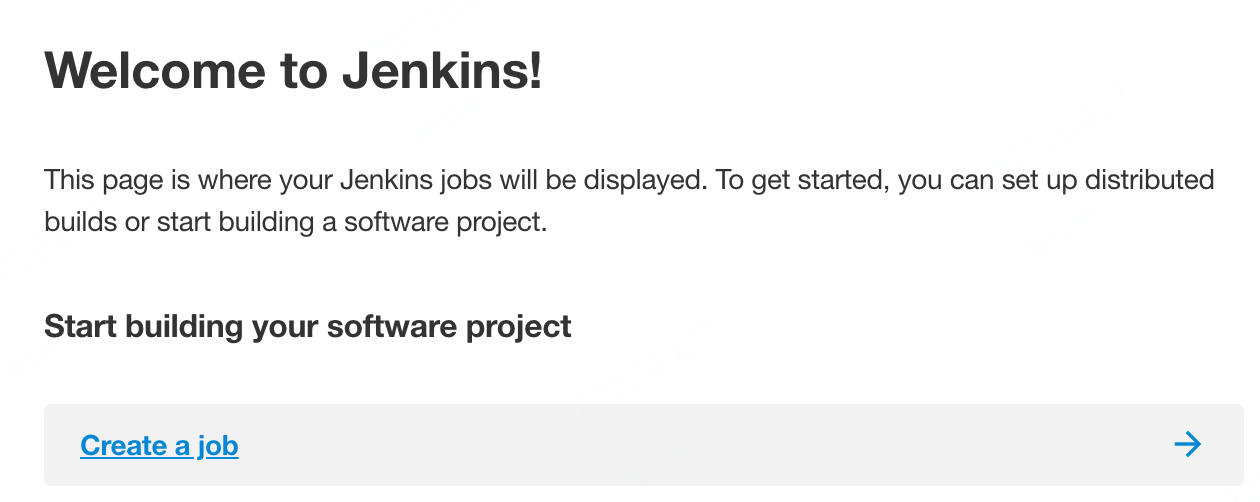 Welcome to Jenkins!
This page is where your Jenkins jobs will be displayed. To get started, you can set up distributed
builds or start building a software project.
Start building your software project
Create a job